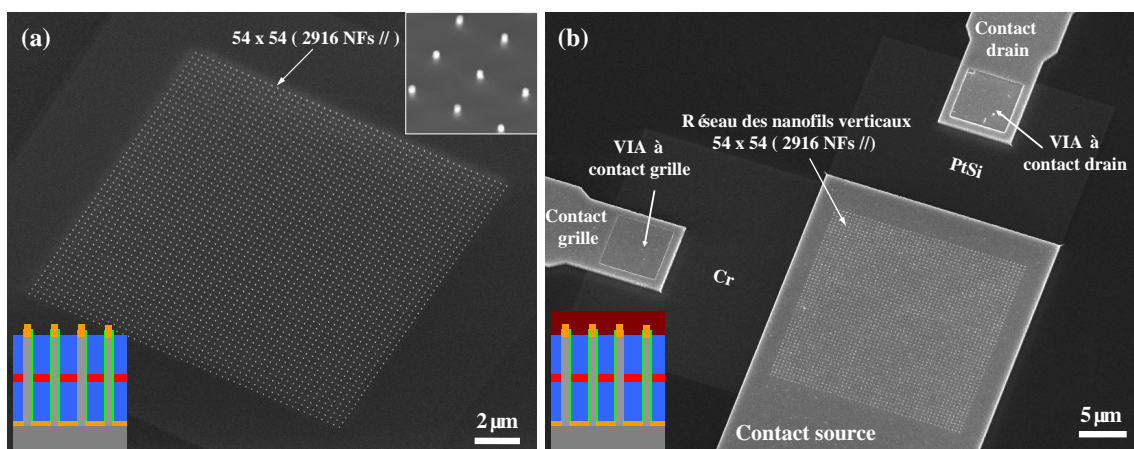 (a)
54 x 54 ( 2916 NFs // )
2 µm
(b)
Contact
drain
Réseau des nanofils verticaux
54 x 54 ( 2916 NFs //)
VIA à
contact grille
VIA à
contact drain
PtSi
Contact
grille
Cr
Contact source
5 µm